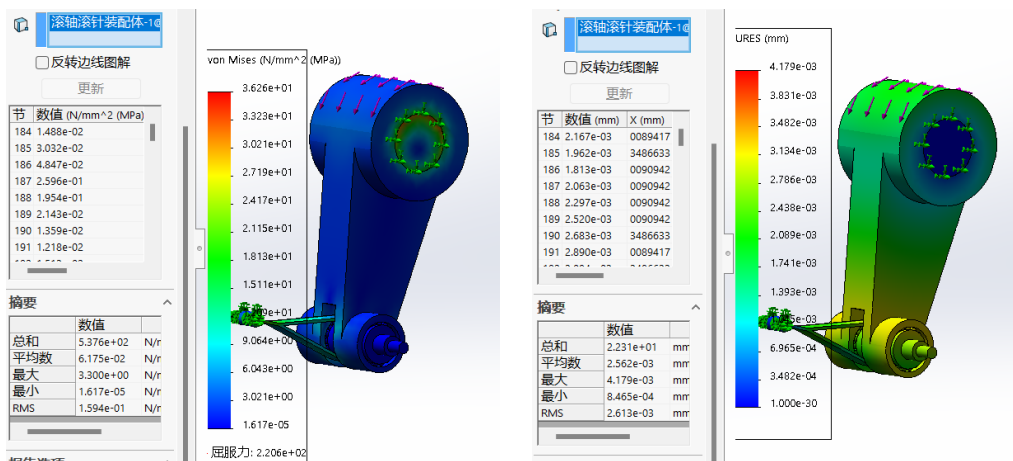 滚轴滚针装配体-1@
反转边线图解
更新
节 数值 (N/mm^2 (MPa)
184 1.488e-02
185 3.032e-02
186 4.847e-02
187 2.596e-01
188 1.954e-01
189 2.143e-02
190 1.359e-02
191 1.218e-02
摘要
数值
总和 5.376e+02 N/r
平均数 6.175e-02 N/r
最大 3.300e+00 N/r
最小 1.617e-05 N/r
RMS 1.594e-01 N/r
von Mises (N/mm^2 (MPa))
3.626e+01
3.323e+01
3.021e+01
2.719e+01
2.417e+01
2.115e+01
1.813e+01
1.511e+01
9.064e+00
6.043e+00
3.021e+00
1.617e-05
屈服力: 2.206e+02
滚轴滚针装配体-1@
反转边线图解
更新
节 数值 (mm) X (mm)
184 2.167e-03 0089417
185 1.962e-03 3486633
186 1.813e-03 0090942
187 2.063e-03 0090942
188 2.297e-03 0090942
189 2.520e-03 0090942
190 2.683e-03 3486633
191 2.890e-03 0089417
摘要
数值
总和 2.231e+01 mm
平均数 2.562e-03 mm
最大 4.179e-03 mm
最小 8.465e-04 mm
RMS 2.613e-03 mm
URES (mm)
4.179e-03
3.831e-03
3.482e-03
3.134e-03
2.786e-03
2.438e-03
2.089e-03
1.741e-03
1.393e-03
6.965e-04
3.482e-04
1.000e-30